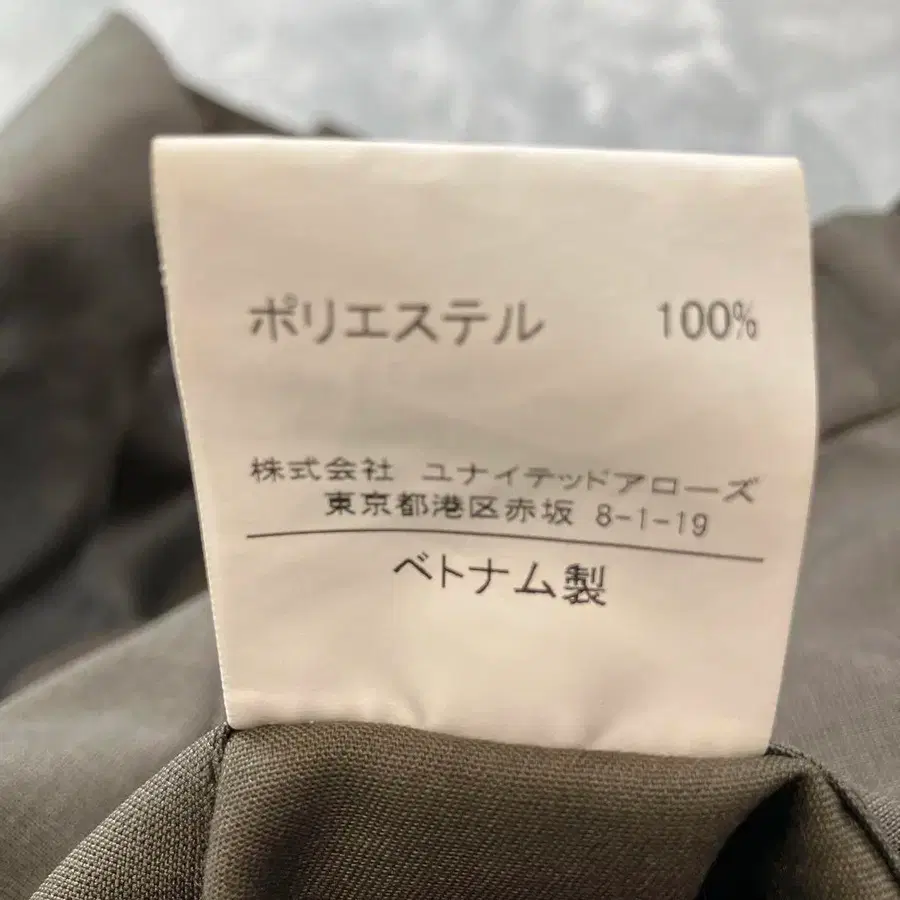 ポリエステル 100%
株式会社 ユナイテッドアローズ
東京都港区赤坂 8-1-19
ベトナム製